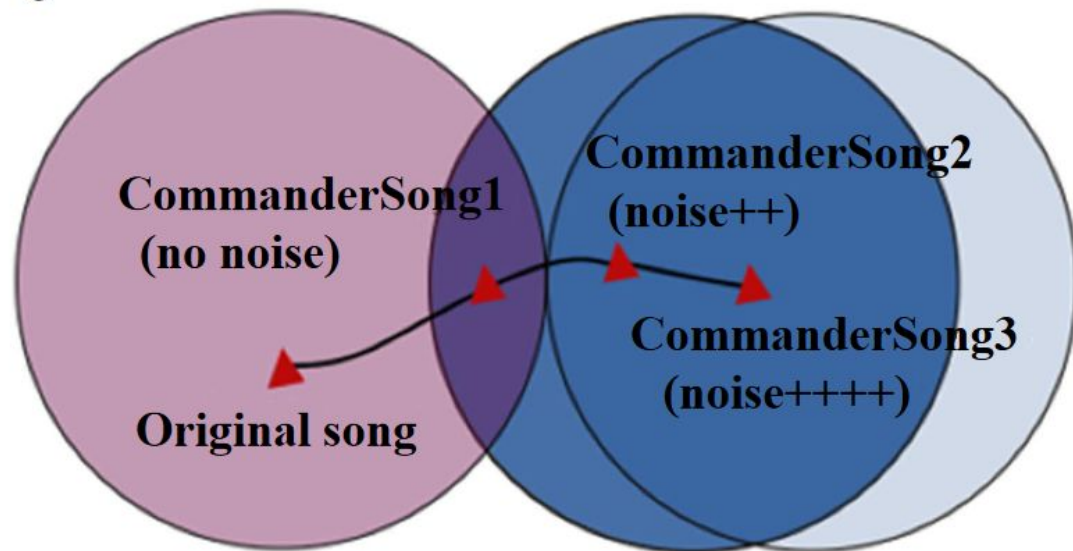 CommanderSong1
(no noise)
CommanderSong2
(noise++)
CommanderSong3
(noise++++)
Original song